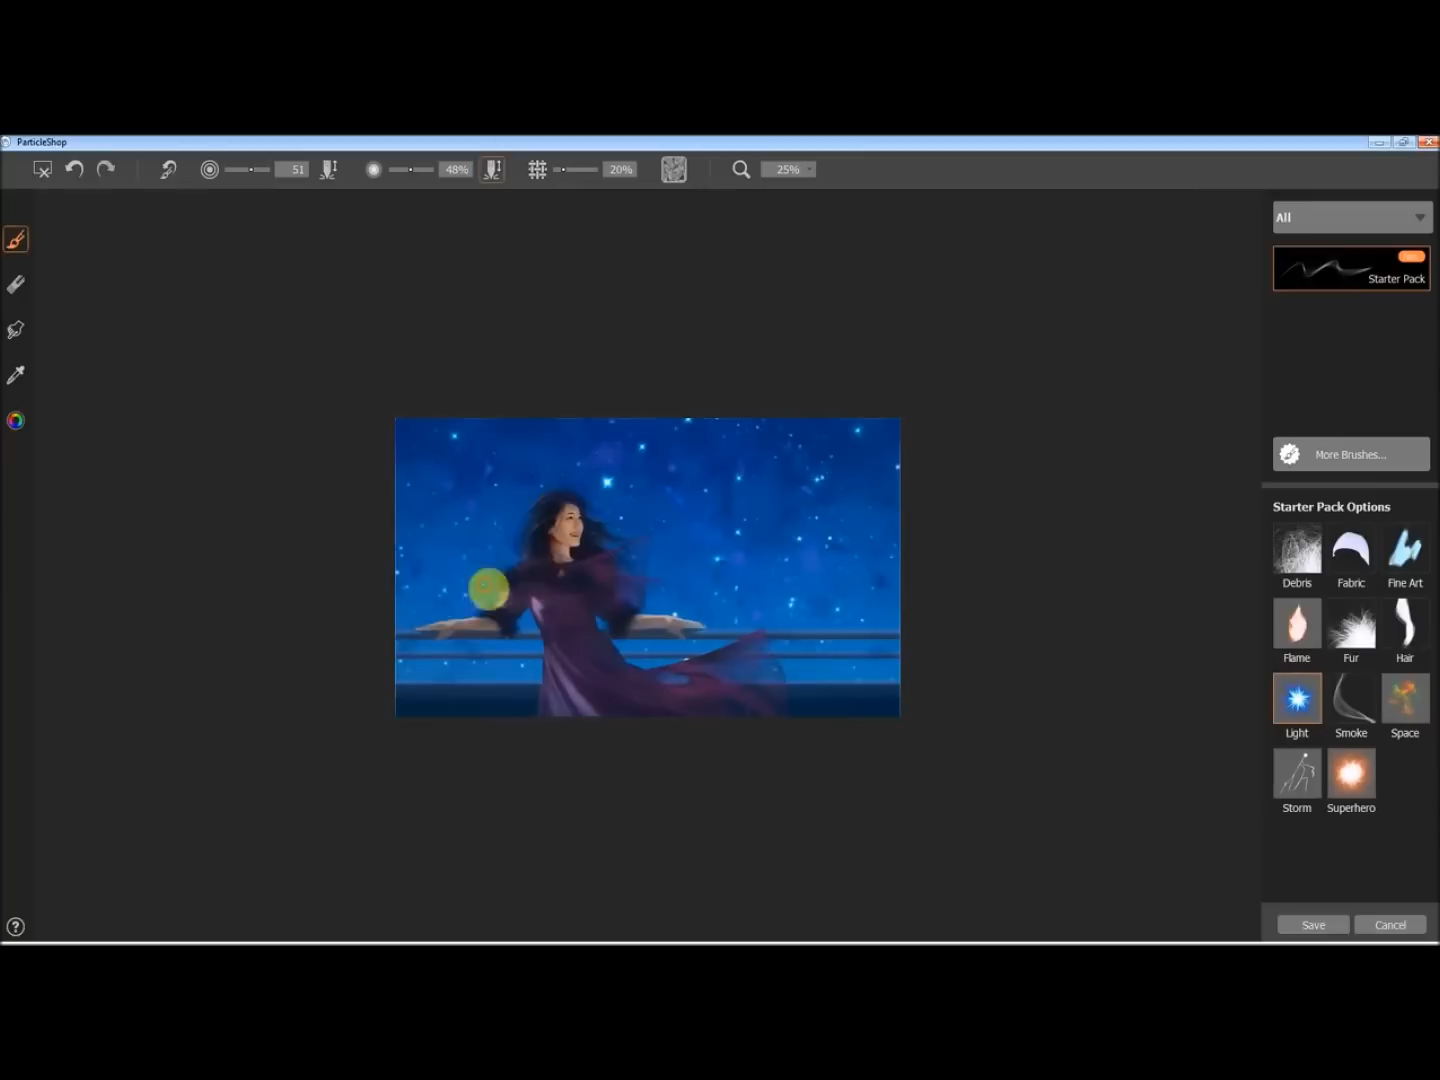 ParticleShop
51
48%
20%
25%
All
Starter Pack
More Brushes...
Starter Pack Options
Debris
Fabric
Fine Art
Flame
Fur
Hair
Light
Smoke
Space
Storm
Superhero
?
Save
Cancel